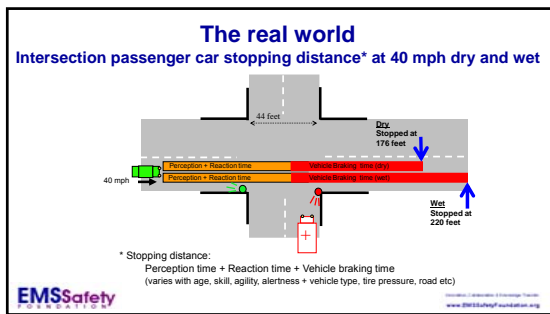 The real world
Intersection passenger car stopping distance* at 40 mph dry and wet
44 feet
Dry
Stopped at
176 feet
Perception + Reaction time
Vehicle Braking time (dry)
Perception + Reaction time
Vehicle Braking time (wet)
40 mph
Wet
Stopped at
220 feet
* Stopping distance:
Perception time + Reaction time + Vehicle braking time
(varies with age, skill, agility, alertness + vehicle type, tire pressure, road etc)
EMSSafety
FOUNDATION
www.EMSSafetyFoundation.org